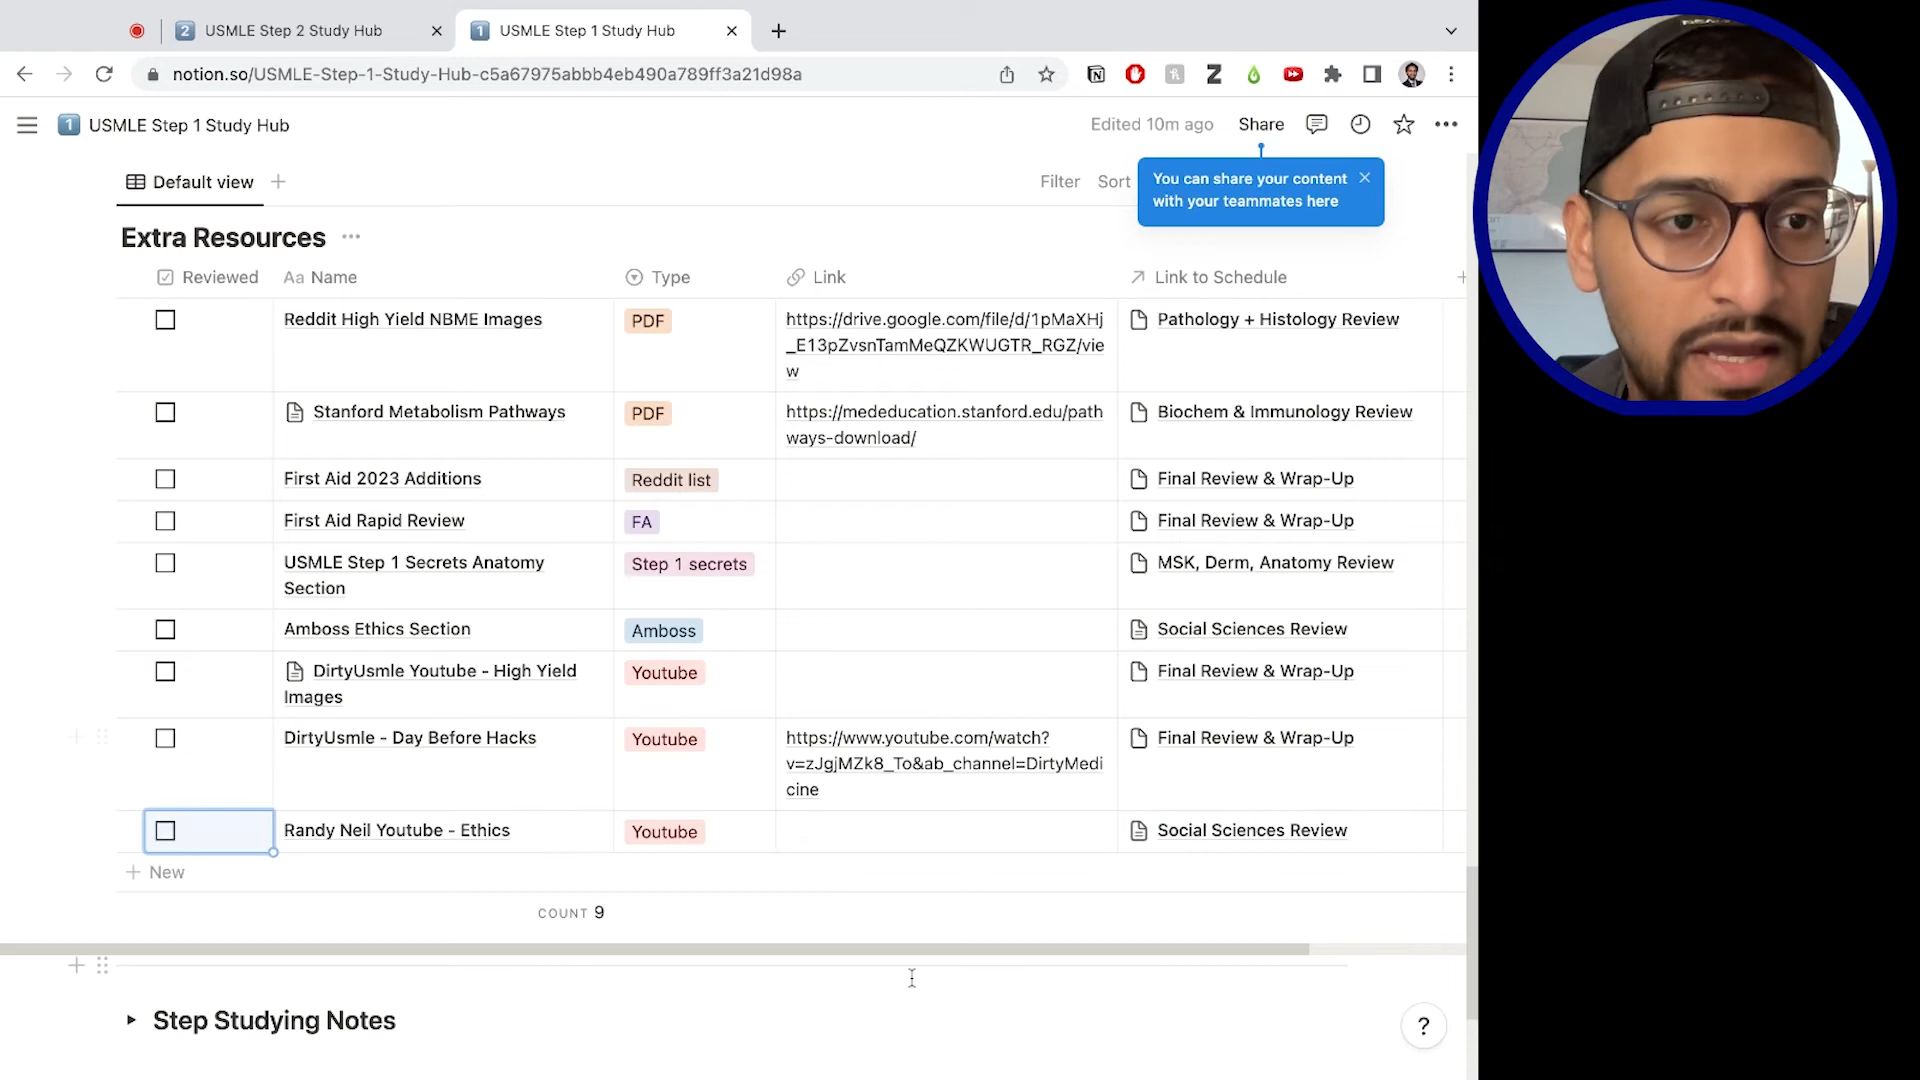 USMLE Step 2 Study Hub
USMLE Step 1 Study Hub
notion.so/USMLE-Step-1-Study-Hub-c5a67975abbb4eb490a789ff3a21d98a
USMLE Step 1 Study Hub
Edited 10m ago
Share
You can share your content
with your teammates here
Default view
Filter
Sort
Extra Resources
Reviewed
Aa Name
Type
Link
Link to Schedule
Reddit High Yield NBME Images
PDF
https://drive.google.com/file/d/1pMaXHj
_E13pZvsnTamMeQZKWUGTR_RGZ/vie
w
Pathology + Histology Review
Stanford Metabolism Pathways
PDF
https://mededucation.stanford.edu/path
ways-download/
Biochem & Immunology Review
First Aid 2023 Additions
Reddit list
Final Review & Wrap-Up
First Aid Rapid Review
FA
Final Review & Wrap-Up
USMLE Step 1 Secrets Anatomy
Section
Step 1 secrets
MSK, Derm, Anatomy Review
Amboss Ethics Section
Amboss
Social Sciences Review
DirtyUsmle Youtube - High Yield
Images
Youtube
Final Review & Wrap-Up
DirtyUsmle - Day Before Hacks
Youtube
https://www.youtube.com/watch?
v=zJgjMZk8_To&ab_channel=DirtyMedi
cine
Final Review & Wrap-Up
Randy Neil Youtube - Ethics
Youtube
Social Sciences Review
New
COUNT 9
Step Studying Notes
?